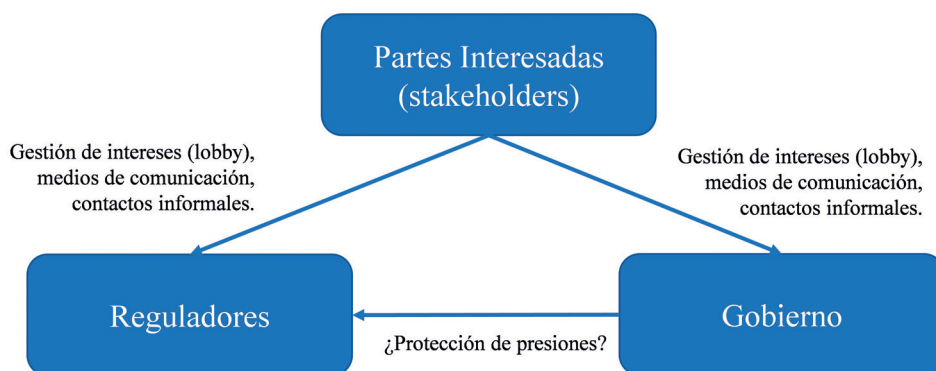 Partes Interesadas
(stakeholders)
Gestión de intereses (lobby),
medios de comunicación,
contactos informales.
Gestión de intereses (lobby),
medios de comunicación,
contactos informales.
Reguladores
¿Protección de presiones?
Gobierno